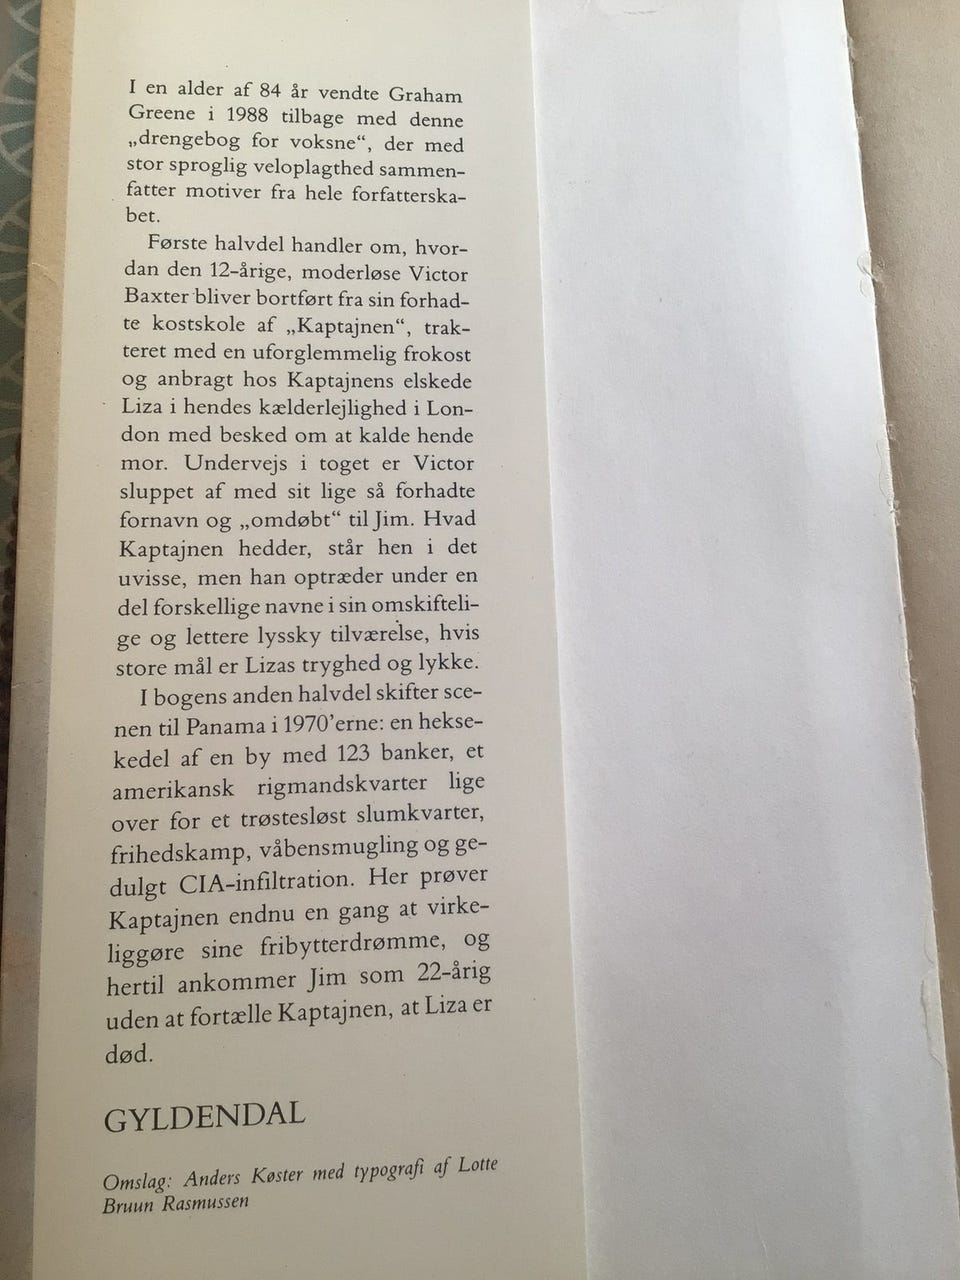 I en alder af 84 år vendte Graham
Greene i 1988 tilbage med denne
„drengebog for voksne“, der med
stor sproglig veloplagthed sammen-
fatter motiver fra hele forfatterska-
bet.
Første halvdel handler om, hvor-
dan den 12-årige, moderløse Victor
Baxter bliver bortført fra sin forhad-
te kostskole af „Kaptajnen“, trak-
teret med en uforglemmelig frokost
og anbragt hos Kaptajnens elskede
Liza i hendes kælderlejlighed i Lon-
don med besked om at kalde hende
mor. Undervejs i toget er Victor
sluppet af med sit lige så forhadte
fornavn og „omdøbt“ til Jim. Hvad
Kaptajnen hedder, står hen i det
uvisse, men han optræder under en
del forskellige navne i sin omskifteli-
ge og lettere lyssky tilværelse, hvis
store mål er Lizas tryghed og lykke.
I bogens anden halvdel skifter sce-
nen til Panama i 1970’erne: en hekse-
kedel af en by med 123 banker, et
amerikansk rigmandskvarter lige
over for et trøstesløst slumkvarter,
frihedskamp, våbensmugling og ge-
dulgt CIA-infiltration. Her prøver
Kaptajnen endnu en gang at virke-
liggøre sine fribytterdrømme, og
hertil ankommer Jim som 22-årig
uden at fortælle Kaptajnen, at Liza er
død.
GYLDENDAL
Omslag: Anders Køster med typografi af Lotte
Bruun Rasmussen